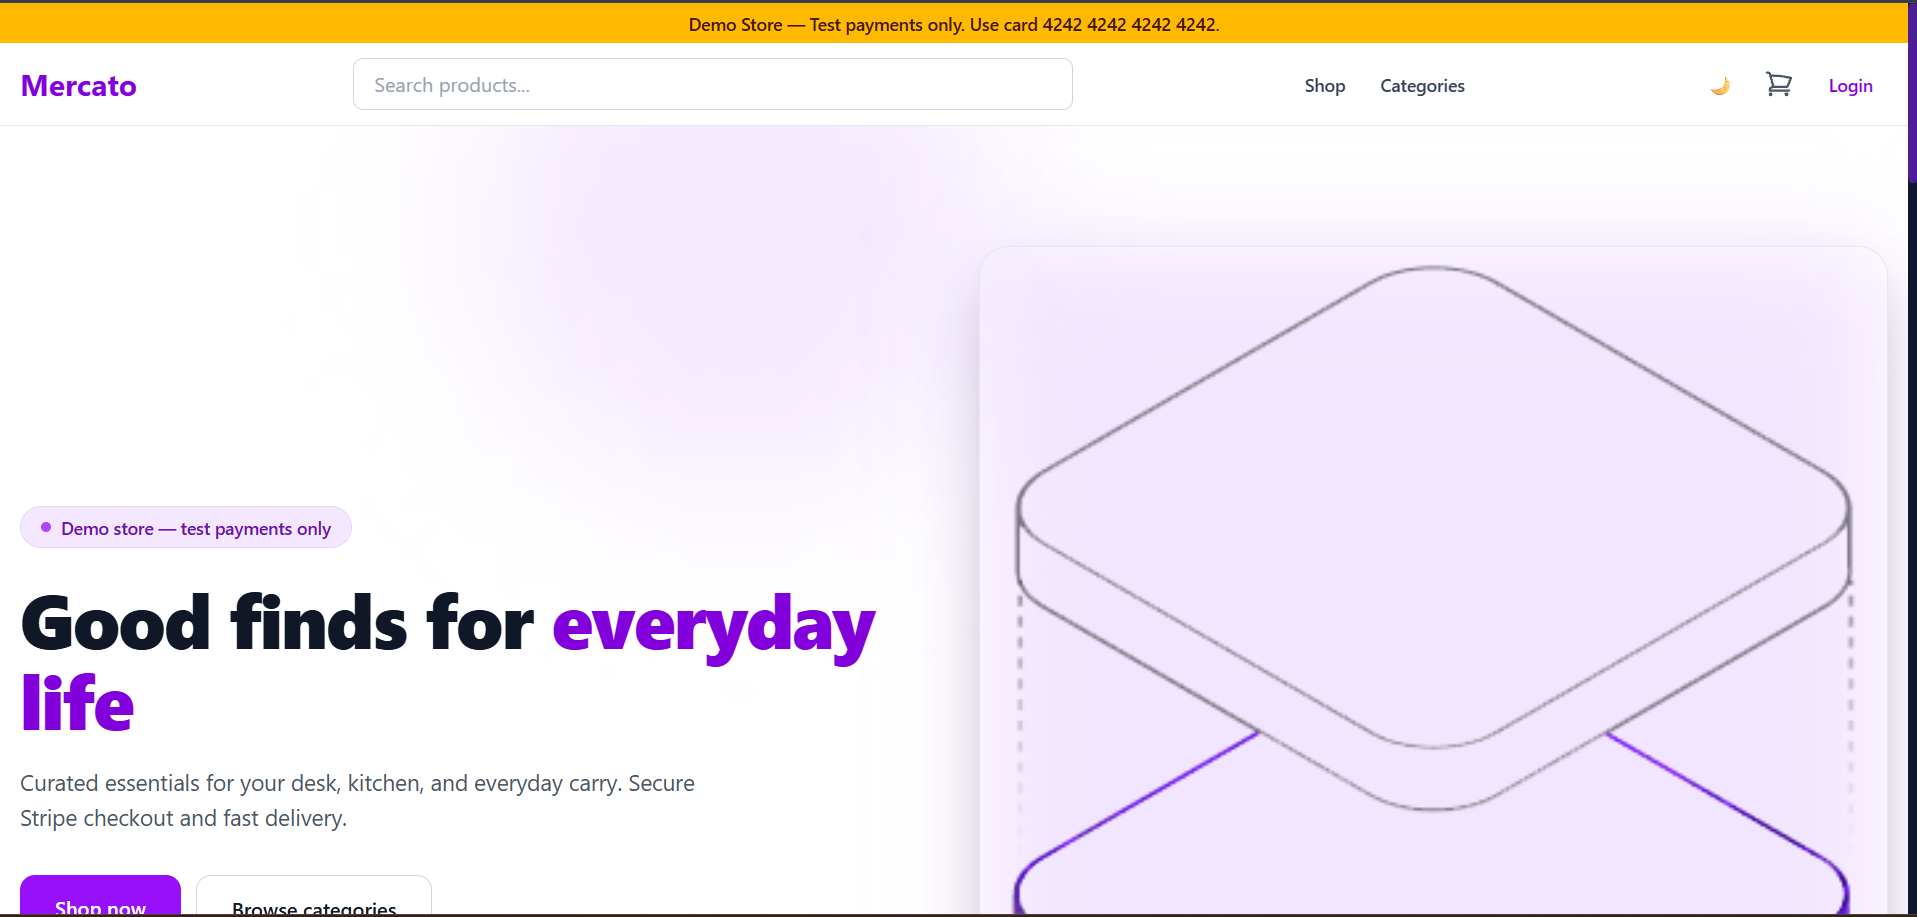 Demo Store — Test payments only. Use card 4242 4242 4242 4242.
Mercato
Search products...
Shop
Categories
Login
Demo store — test payments only
Good finds for everyday
life
Curated essentials for your desk, kitchen, and everyday carry. Secure
Stripe checkout and fast delivery.
Shop now
Browse categories